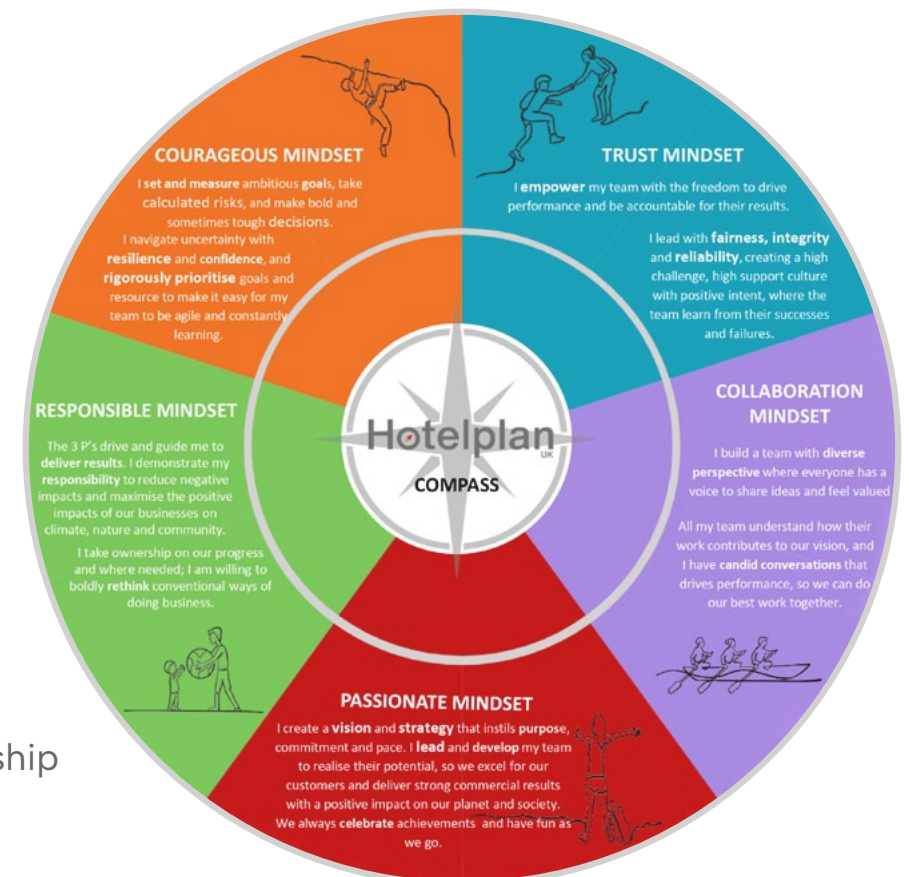 COURAGEOUS MINDSET
I set and measure ambitious goals, take
calculated risks, and make bold and
sometimes tough decisions.
I navigate uncertainty with
resilience and confidence, and
rigorously prioritise goals and
resource to make it easy for my
team to be agile and constantly
learning.
TRUST MINDSET
I empower my team with the freedom to drive
performance and be accountable for their results.
I lead with fairness, integrity
and reliability, creating a high
challenge, high support culture
with positive intent, where the
team learn from their successes
and failures.
RESPONSIBLE MINDSET
The 3 P's drive and guide me to
deliver results. I demonstrate my
responsibility to reduce negative
impacts and maximise the positive
impacts of our businesses on
climate, nature and community.
I take ownership on our progress
and where needed; I am willing to
boldly rethink conventional ways of
doing business.
Hotelplan
UK
COMPASS
COLLABORATION
MINDSET
I build a team with diverse
perspective where everyone has a
voice to share ideas and feel valued
All my team understand how their
work contributes to our vision, and
I have candid conversations that
drives performance, so we can do
our best work together.
PASSIONATE MINDSET
I create a vision and strategy that instils purpose,
commitment and pace. I lead and develop my team
to realise their potential, so we excel for our
customers and deliver strong commercial results
with a positive impact on our planet and society.
We always celebrate achievements and have fun as
we go.
ship